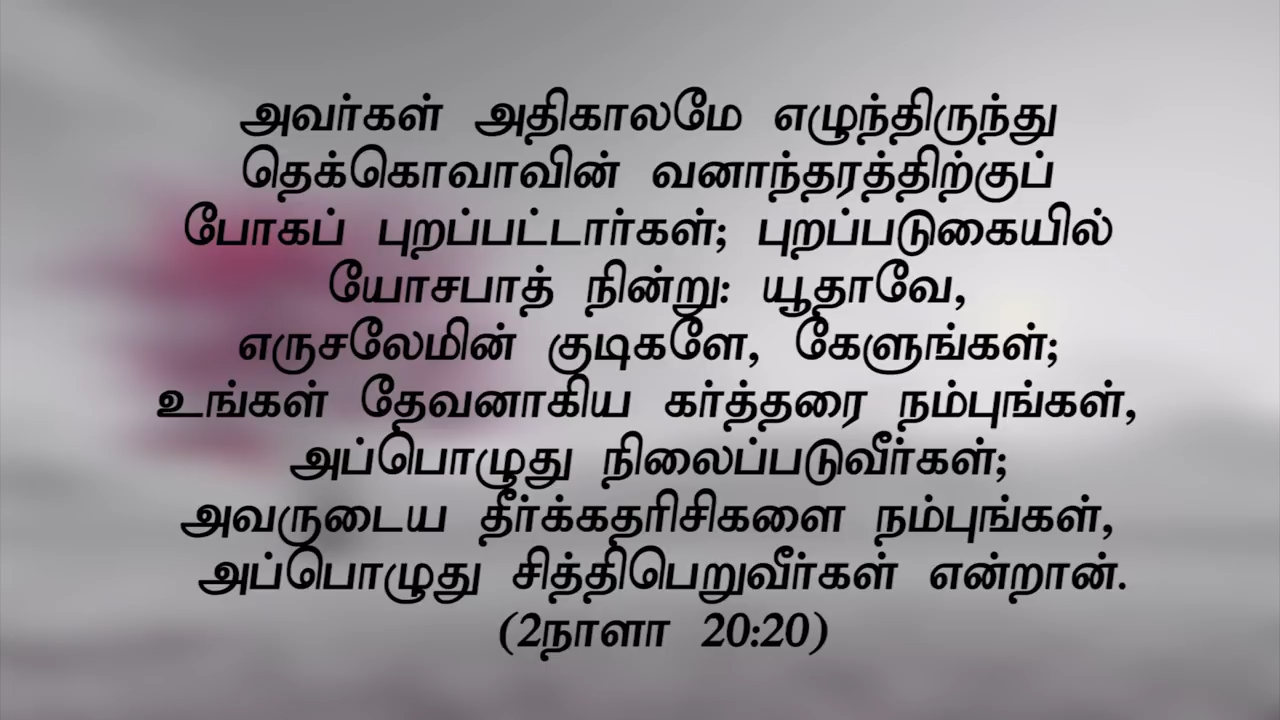 அவர்கள் அதிகாலமே எழுந்திருந்து
தெக்கொவாவின் வனாந்தரத்திற்குப்
போகப் புறப்பட்டார்கள்; புறப்படுகையில்
யோசபாத் நின்று: யூதாவே,
எருசலேமின் குடிகளே, கேளுங்கள்;
உங்கள் தேவனாகிய கர்த்தரை நம்புங்கள்,
அப்பொழுது நிலைப்படுவீர்கள்;
அவருடைய தீர்க்கதரிசிகளை நம்புங்கள்,
அப்பொழுது சித்திபெறுவீர்கள் என்றான்.
(2நாளா 20:20)